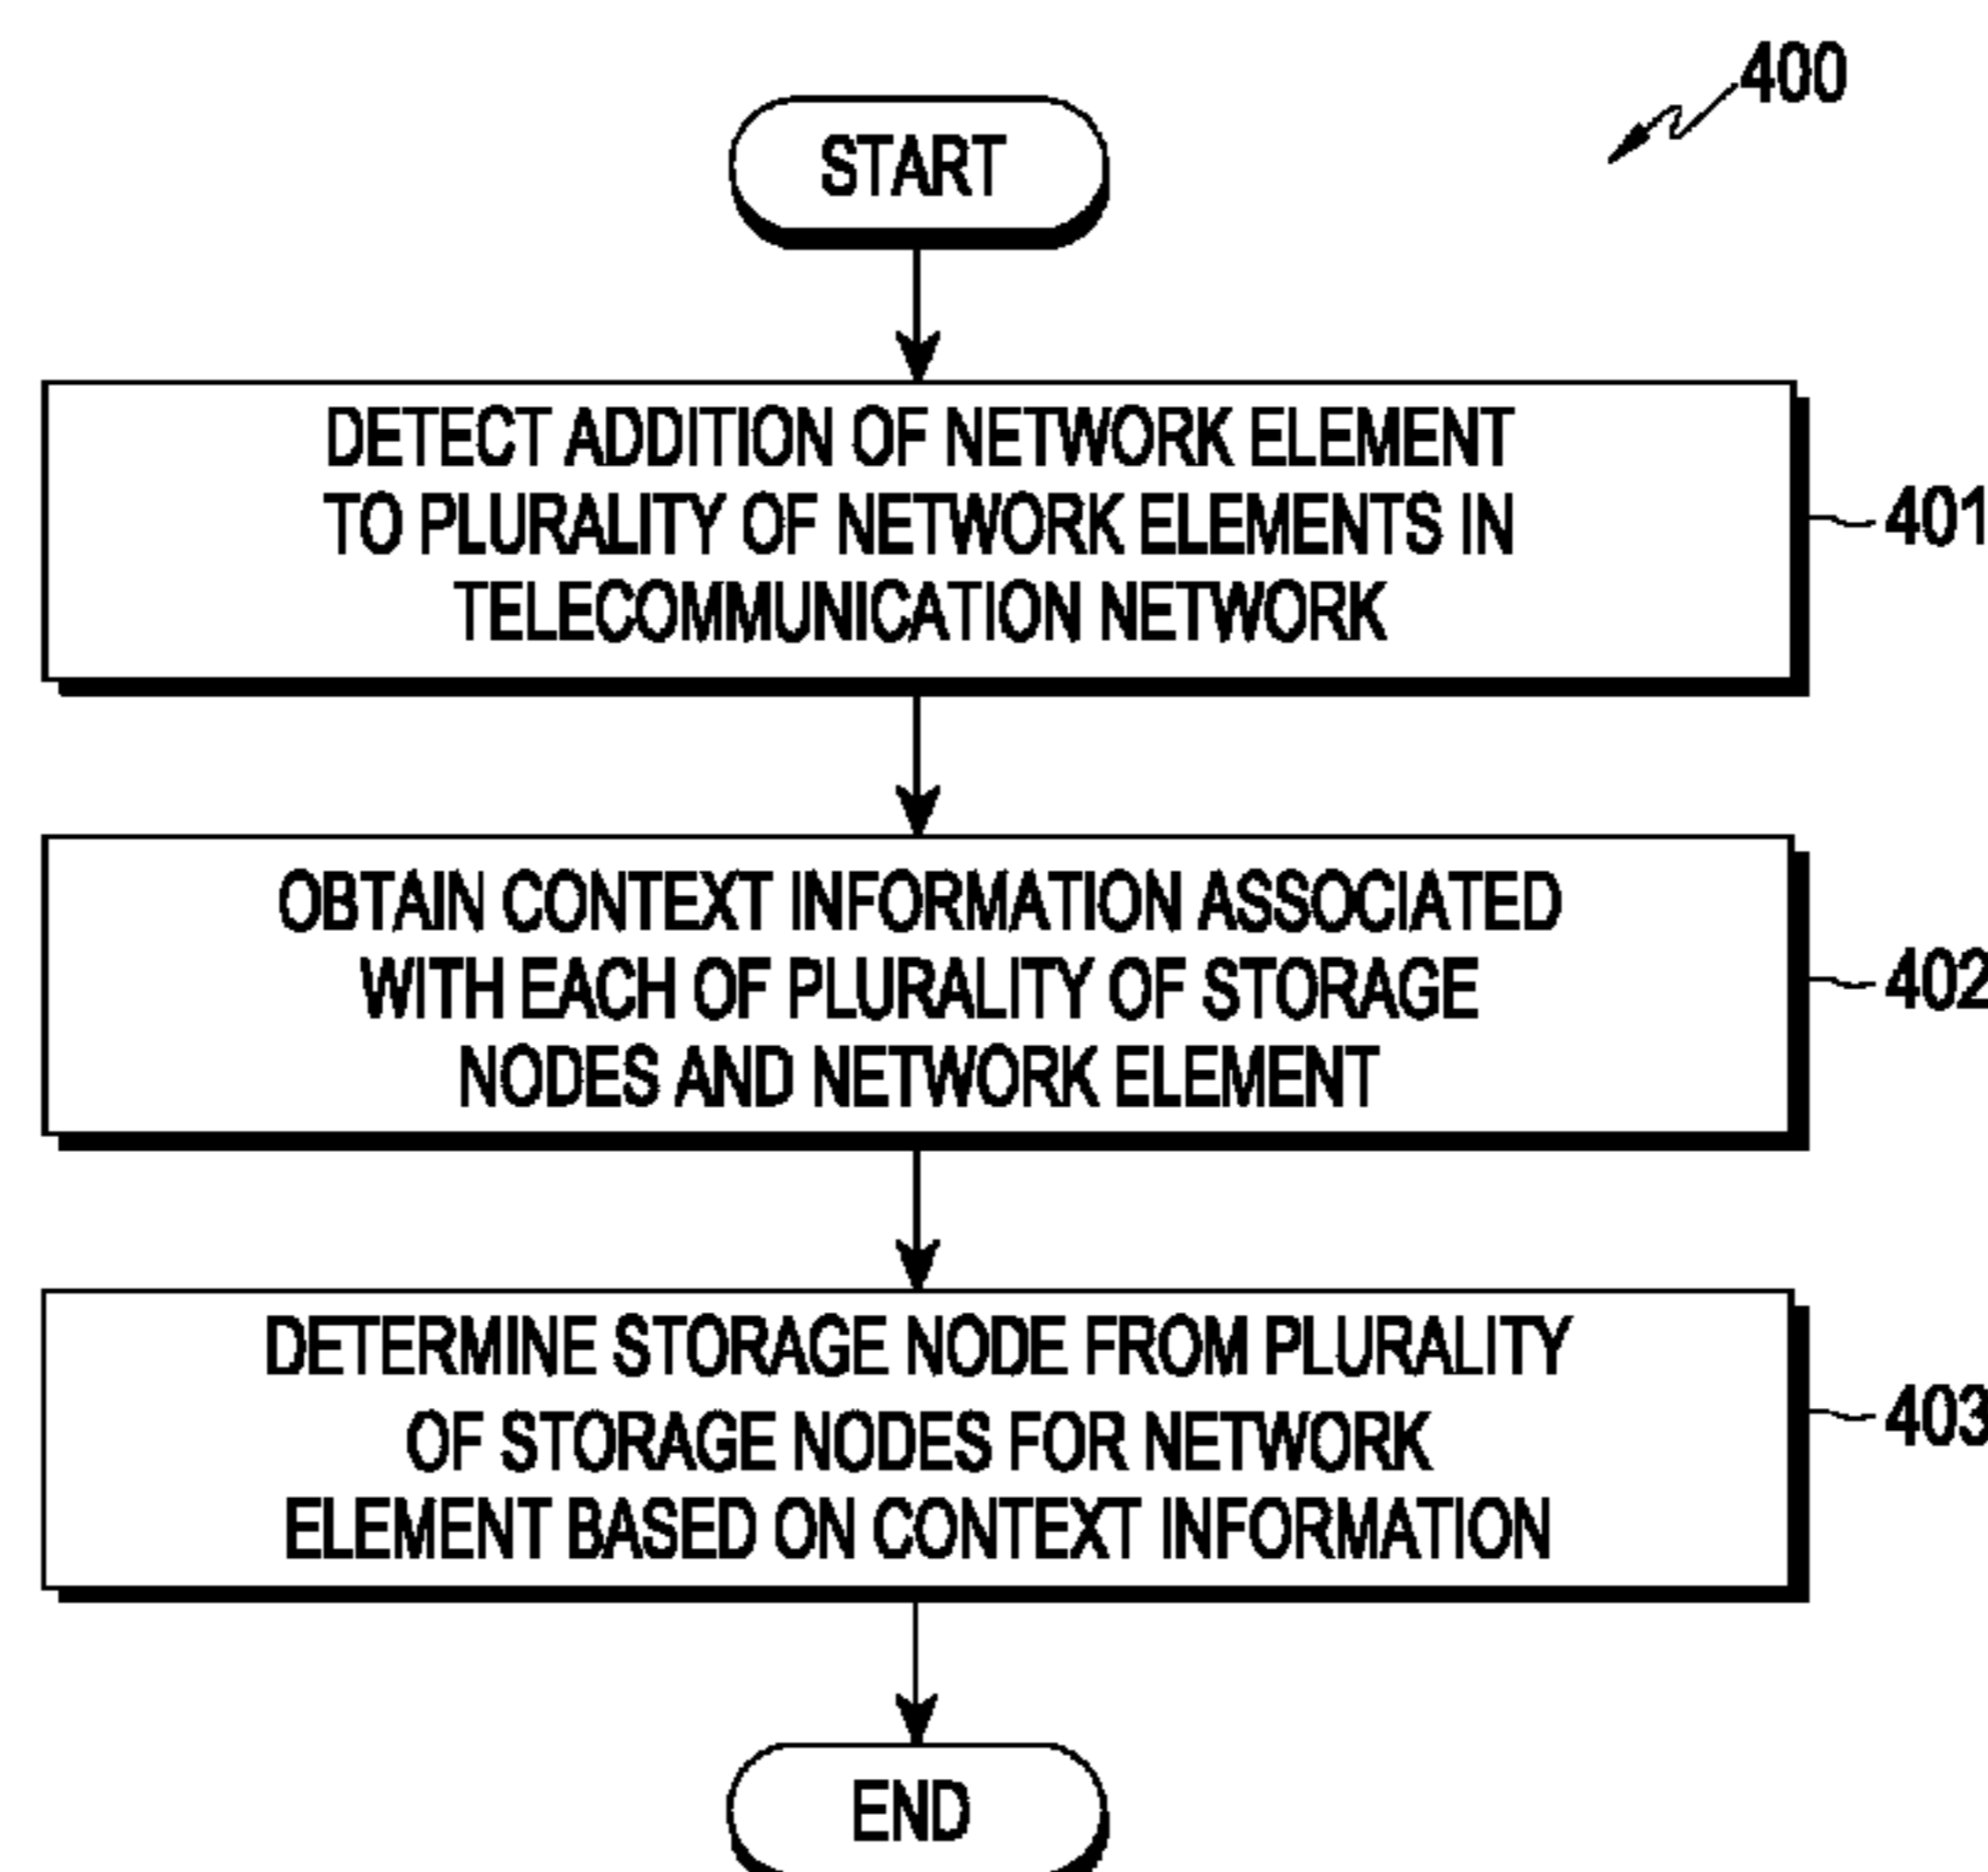 400
START
DETECT ADDITION OF NETWORK ELEMENT
TO PLURALITY OF NETWORK ELEMENTS IN
TELECOMMUNICATION NETWORK
401
OBTAIN CONTEXT INFORMATION ASSOCIATED
WITH EACH OF PLURALITY OF STORAGE
NODES AND NETWORK ELEMENT
402
DETERMINE STORAGE NODE FROM PLURALITY
OF STORAGE NODES FOR NETWORK
ELEMENT BASED ON CONTEXT INFORMATION
403
END